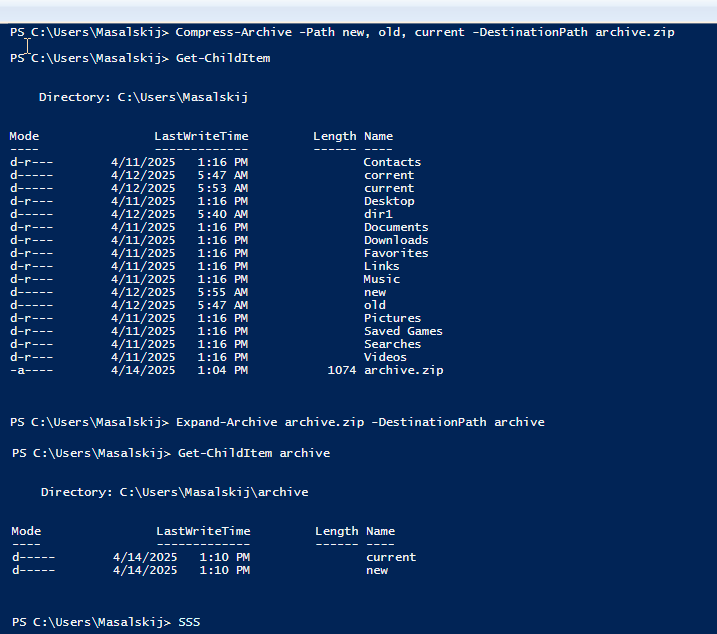 PS C:\Users\Masalskij> Compress-Archive -Path new, old, current -DestinationPath archive.zip
PS C:\Users\Masalskij> Get-ChildItem
Directory: C:\Users\Masalskij
Mode LastWriteTime Length Name
---- ------------- ------ ----
d-r--- 4/11/2025 1:16 PM Contacts
d----- 4/12/2025 5:47 AM corrent
d----- 4/12/2025 5:53 AM current
d-r--- 4/11/2025 1:16 PM Desktop
d----- 4/12/2025 5:40 AM dir1
d-r--- 4/11/2025 1:16 PM Documents
d-r--- 4/11/2025 1:16 PM Downloads
d-r--- 4/11/2025 1:16 PM Favorites
d-r--- 4/11/2025 1:16 PM Links
d-r--- 4/11/2025 1:16 PM Music
d----- 4/12/2025 5:55 AM new
d----- 4/12/2025 5:47 AM old
d-r--- 4/11/2025 1:16 PM Pictures
d-r--- 4/11/2025 1:16 PM Saved Games
d-r--- 4/11/2025 1:16 PM Searches
d-r--- 4/11/2025 1:16 PM Videos
-a---- 4/14/2025 1:04 PM 1074 archive.zip
PS C:\Users\Masalskij> Expand-Archive archive.zip -DestinationPath archive
PS C:\Users\Masalskij> Get-ChildItem archive
Directory: C:\Users\Masalskij\archive
Mode LastWriteTime Length Name
---- ------------- ------ ----
d----- 4/14/2025 1:10 PM current
d----- 4/14/2025 1:10 PM new
PS C:\Users\Masalskij> SSS